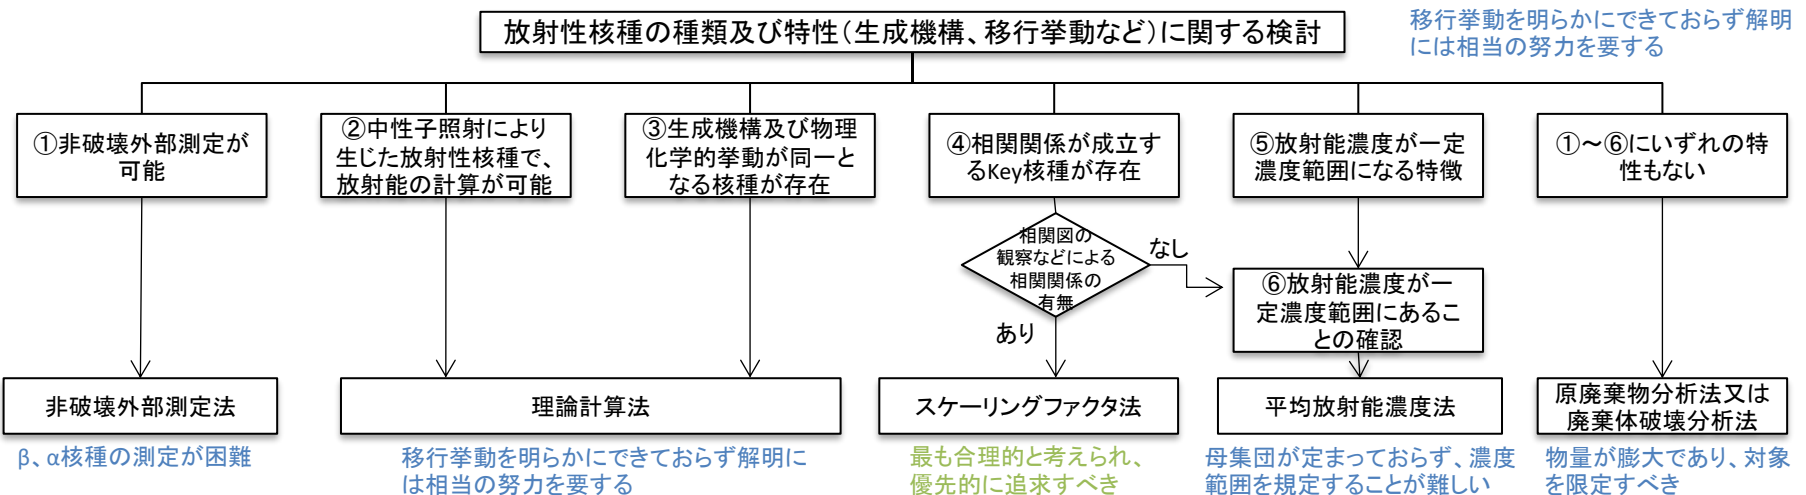 放射性核種の種類及び特性（生成機構、移行挙動など）に関する検討
移行挙動を明らかにできておらず解明
には相当の努力を要する
①非破壊外部測定が
可能
②中性子照射により
生じた放射性核種で、
放射能の計算が可能
③生成機構及び物理
化学的挙動が同一と
なる核種が存在
④相関関係が成立す
るKey核種が存在
⑤放射能濃度が一定
濃度範囲になる特徴
①～⑥にいずれの特
性もない
相関図の
観察などによる
相関関係の
有無
なし
あり
⑥放射能濃度が一
定濃度範囲にあるこ
との確認
非破壊外部測定法
理論計算法
スケーリングファクタ法
平均放射能濃度法
原廃棄物分析法又は
廃棄体破壊分析法
β、α核種の測定が困難
移行挙動を明らかにできておらず解明に
は相当の努力を要する
最も合理的と考えられ、
優先的に追求すべき
母集団が定まっておらず、濃度
範囲を規定することが難しい
物量が膨大であり、対象
を限定すべき